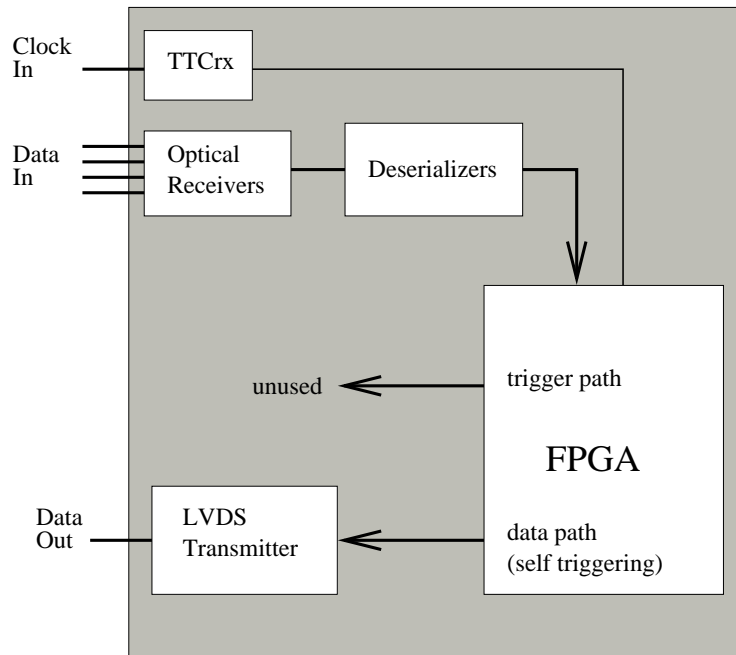 Clock
In
TTCrx
Data
In
Optical
Receivers
Deserializers
unused
trigger path
FPGA
Data
Out
LVDS
Transmitter
data path
(self triggering)